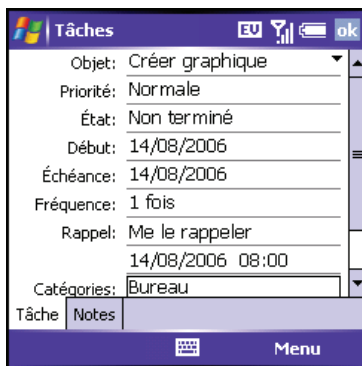 Tâches EU ok
Objet: Créer graphique
Priorité: Normale
État: Non terminé
Début: 14/08/2006
Échéance: 14/08/2006
Fréquence: 1 fois
Rappel: Me le rappeler
14/08/2006 08:00
Catégories: Bureau
Tâche Notes
Menu